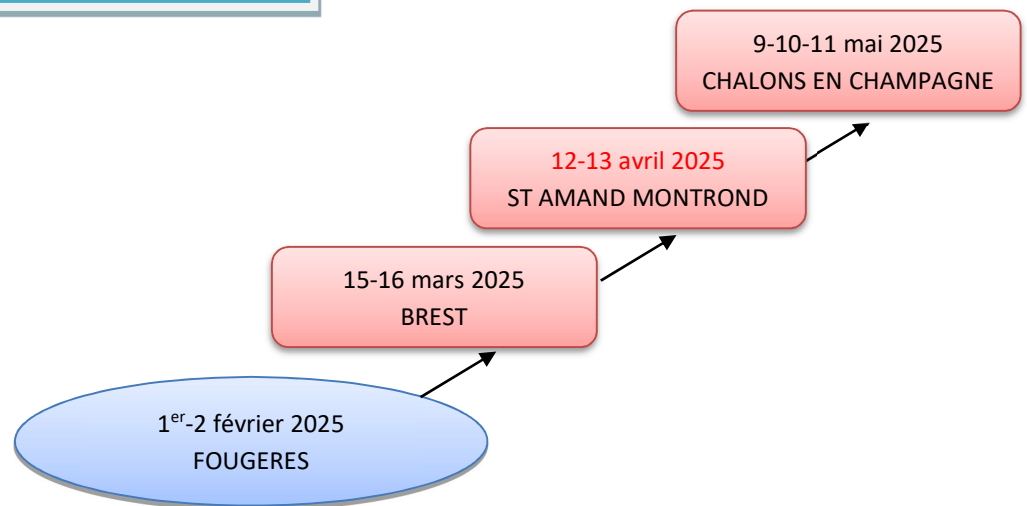 9-10-11 mai 2025
CHALONS EN CHAMPAGNE
12-13 avril 2025
ST AMAND MONTROND
15-16 mars 2025
BREST
1er-2 février 2025
FOUGERES